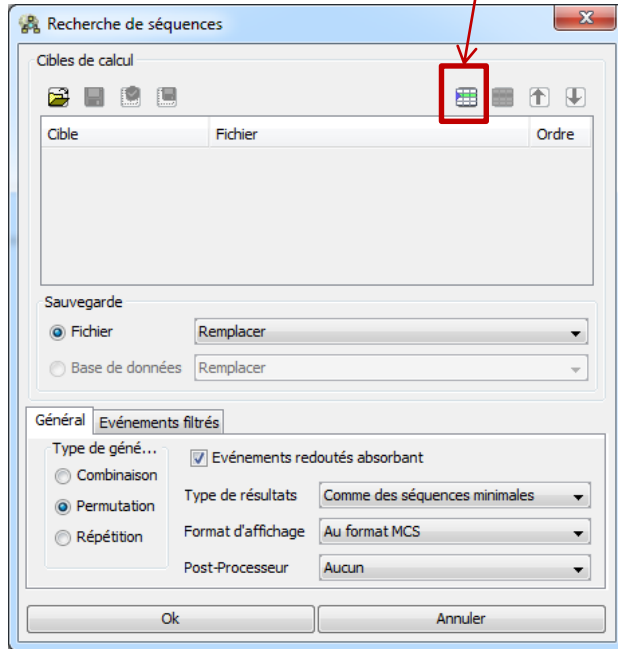 Recherche de séquences
Cibles de calcul
Cible Fichier Ordre
Sauvegarde
Fichier Remplacer
Base de données Remplacer
Général Evénements filtrés
Type de géné...
Evénements redoutés absorbant
Combinaison
Type de résultats Comme des séquences minimales
Permutation
Format d'affichage Au format MCS
Répétition
Post-Processeur Aucun
Ok Annuler